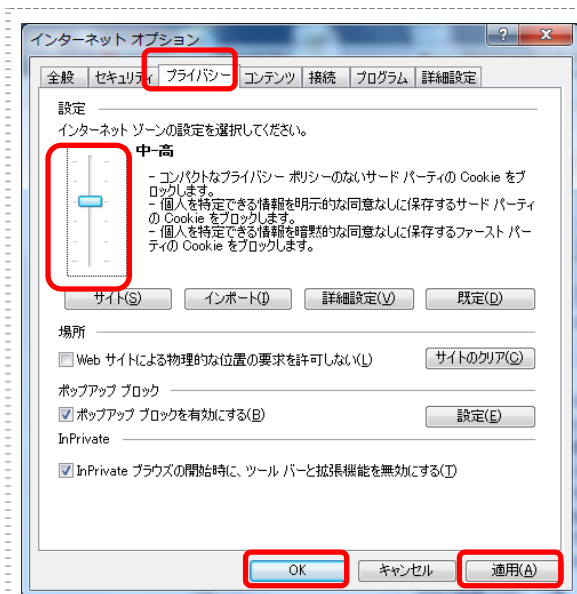 インターネット オプション
全般 セキュリティ プライバシー コンテンツ 接続 プログラム 詳細設定
設定
インターネット ゾーンの設定を選択してください。
中-高
- コンパクトなプライバシー ポリシーのないサード パーティの Cookie をブ
ロックします。
- 個人を特定できる情報を明示的な同意なしに保存するサード パーティ
の Cookie をブロックします。
- 個人を特定できる情報を暗黙的な同意なしに保存するファースト パー
ティの Cookie をブロックします。
サイト(S) インポート(I) 詳細設定(V) 既定(D)
場所
Web サイトによる物理的な位置の要求を許可しない(L) サイトのクリア(C)
ポップアップ ブロック
ポップアップ ブロックを有効にする(B) 設定(E)
InPrivate
InPrivate ブラウズの開始時に、ツール バーと拡張機能を無効にする(T)
OK キャンセル 適用(A)